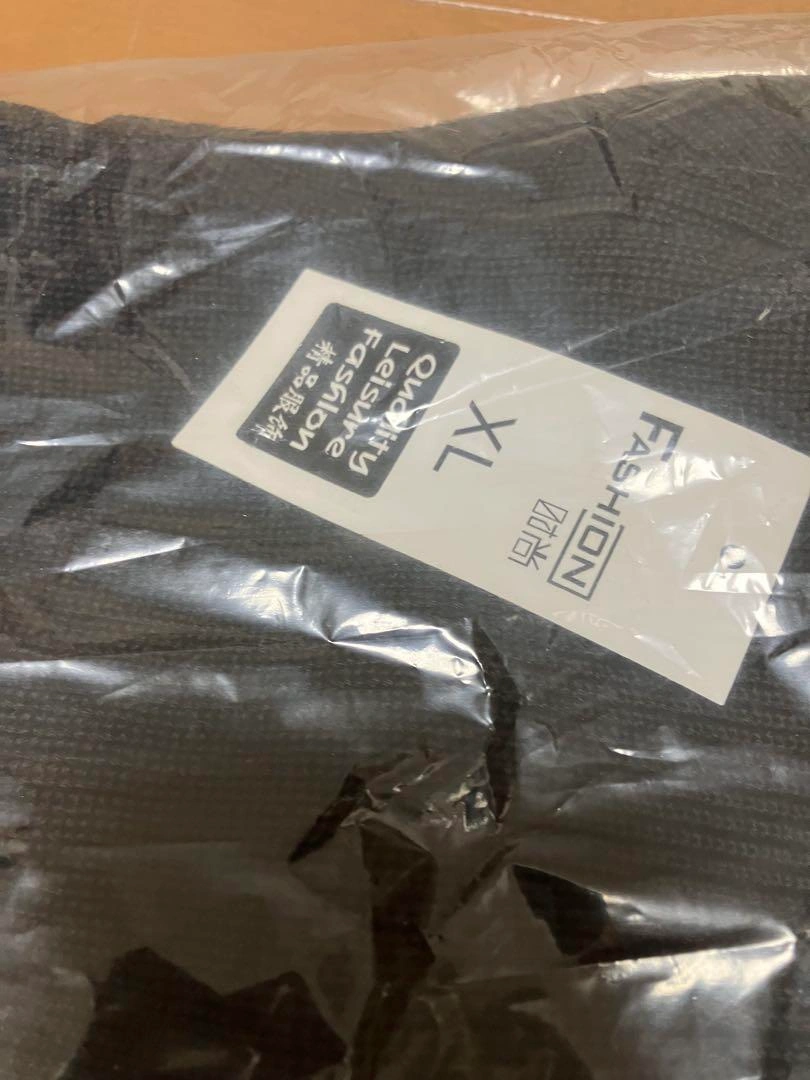 FASHION
时尚
XL
Quality
Leisure
Fashion
精品服饰